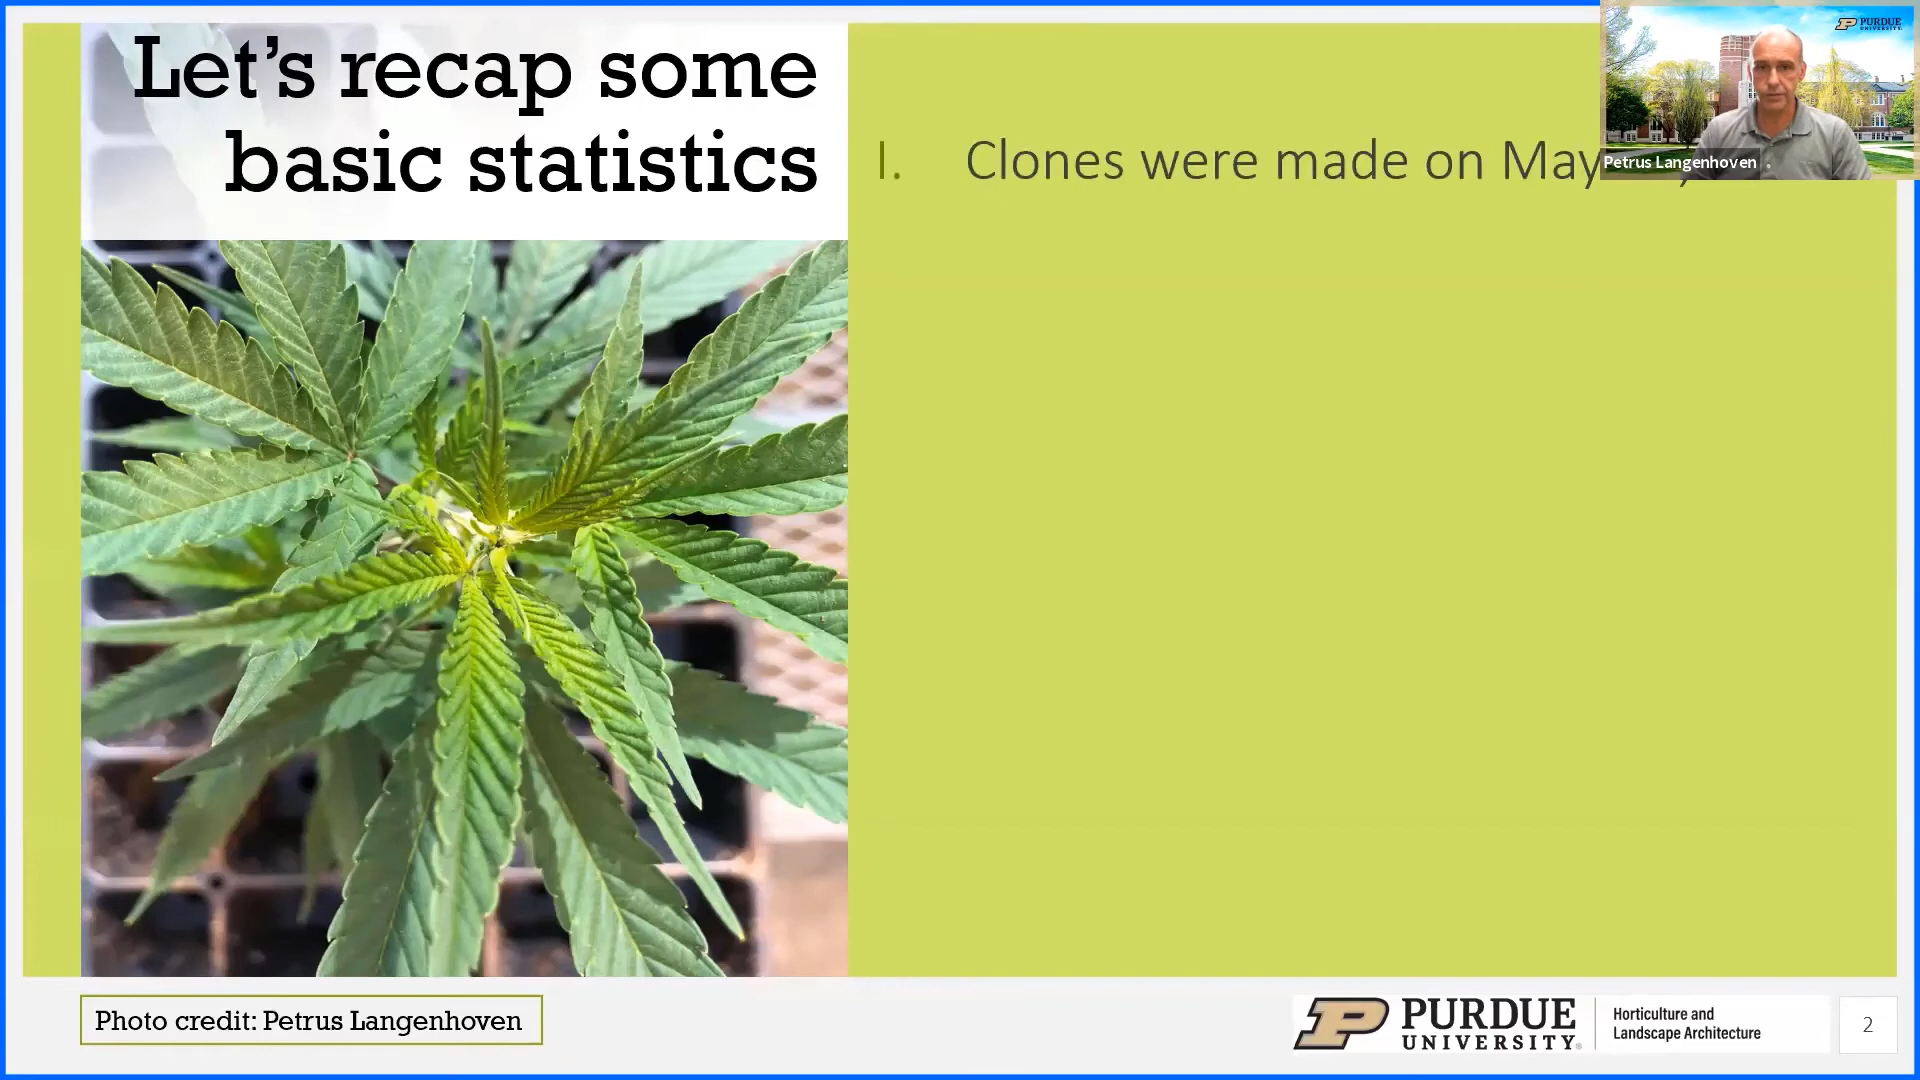 Let's recap some
basic statistics
I. Clones were made on May
PURDUE
UNIVERSITY
Petrus Langenhoven
Photo credit: Petrus Langenhoven
PURDUE
UNIVERSITY
Horticulture and
Landscape Architecture
2